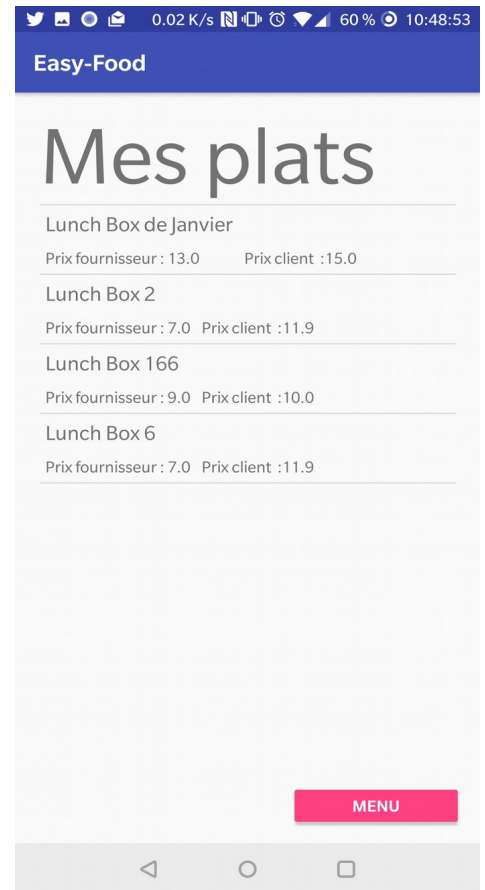 0.02 K/s 60 % 10:48:53
Easy-Food
Mes plats
Lunch Box de Janvier
Prix fournisseur : 13.0 Prix client :15.0
Lunch Box 2
Prix fournisseur : 7.0 Prix client :11.9
Lunch Box 166
Prix fournisseur : 9.0 Prix client :10.0
Lunch Box 6
Prix fournisseur : 7.0 Prix client :11.9
MENU